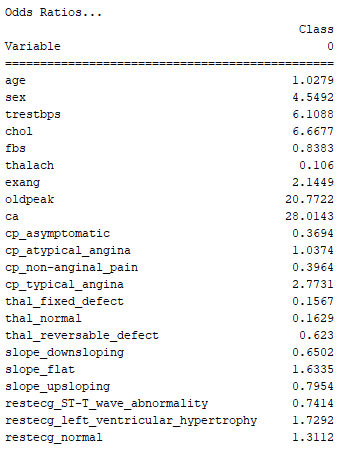 Odds Ratios...
Class
Variable 0
==================================================
age 1.0279
sex 4.5492
trestbps 6.1088
chol 6.6677
fbs 0.8383
thalach 0.106
exang 2.1449
oldpeak 20.7722
ca 28.0143
cp_asymptomatic 0.3694
cp_atypical_angina 1.0374
cp_non-anginal_pain 0.3964
cp_typical_angina 2.7731
thal_fixed_defect 0.1567
thal_normal 0.1629
thal_reversable_defect 0.623
slope_downsloping 0.6502
slope_flat 1.6335
slope_upsloping 0.7954
restecg_ST-T_wave_abnormality 0.7414
restecg_left_ventricular_hypertrophy 1.7292
restecg_normal 1.3112